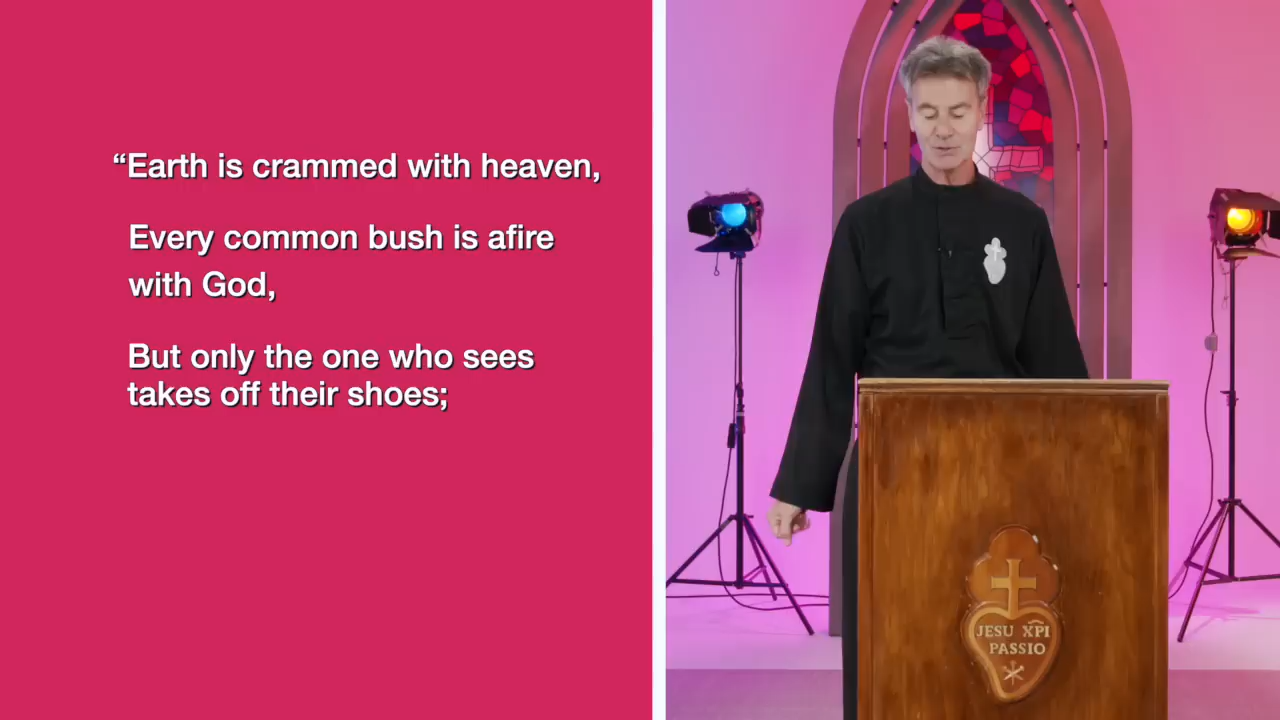 “Earth is crammed with heaven,
Every common bush is afire
with God,
But only the one who sees
takes off their shoes;
JESU XPI
PASSIO